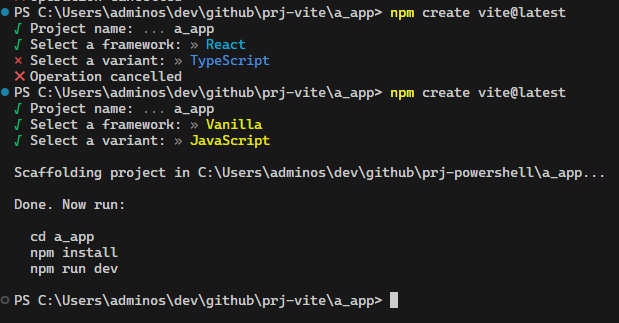 Operation cancelled
PS C:\Users\adminos\dev\github\prj-vite\a_app> npm create vite@latest
√ Project name: ... a_app
√ Select a framework: » React
× Select a variant: » TypeScript
× Operation cancelled
PS C:\Users\adminos\dev\github\prj-vite\a_app> npm create vite@latest
√ Project name: ... a_app
√ Select a framework: » Vanilla
√ Select a variant: » JavaScript
Scaffolding project in C:\Users\adminos\dev\github\prj-powershell\a_app...
Done. Now run:
cd a_app
npm install
npm run dev
PS C:\Users\adminos\dev\github\prj-vite\a_app>